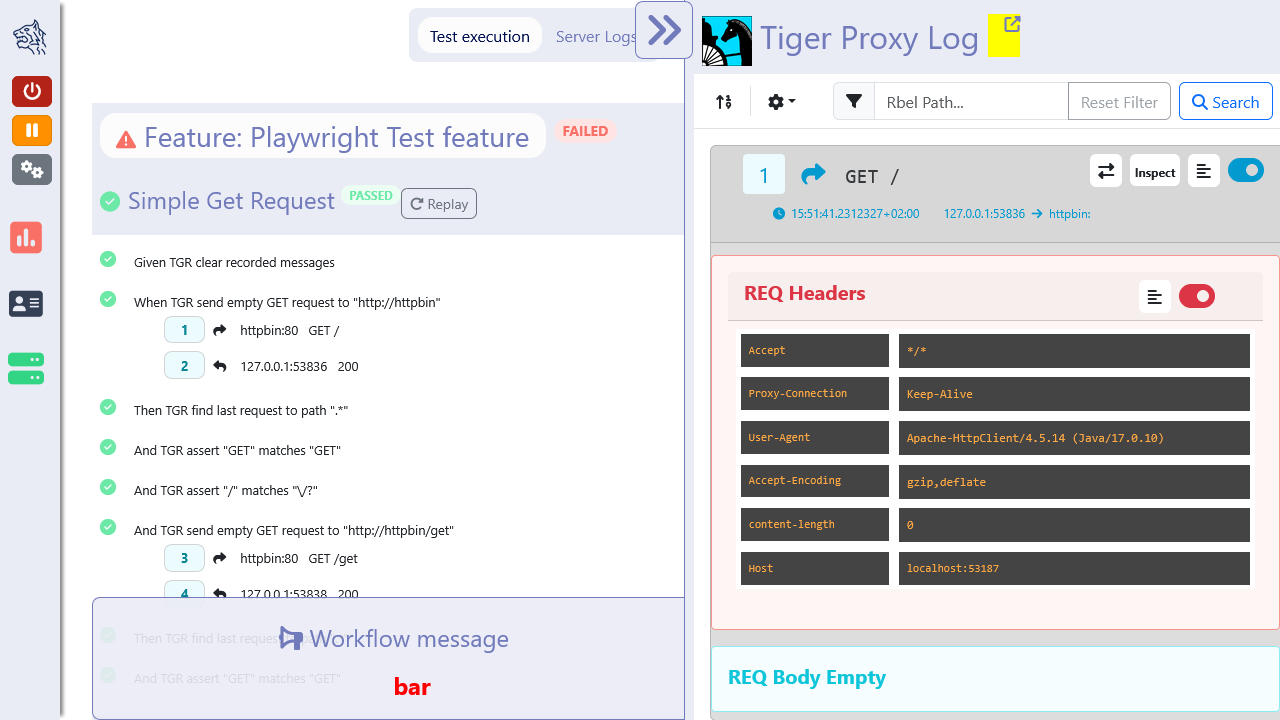 Test execution
Server Logs
Feature: Playwright Test feature
FAILED
Simple Get Request
PASSED
Replay
Given TGR clear recorded messages
When TGR send empty GET request to "http://httpbin"
1 httpbin:80 GET /
2 127.0.0.1:53836 200
Then TGR find last request to path ".*"
And TGR assert "GET" matches "GET"
And TGR assert "/" matches "\/?"
And TGR send empty GET request to "http://httpbin/get"
3 httpbin:80 GET /get
4 127.0.0.1:53838 200
Then TGR find last request
And TGR assert "GET" matches "GET"
Workflow message
bar
Tiger Proxy Log
Rbel Path...
Reset Filter
Search
1 GET /
Inspect
15:51:41.2312327+02:00 127.0.0.1:53836 → httpbin:
REQ Headers
Accept */*
Proxy-Connection Keep-Alive
User-Agent Apache-HttpClient/4.5.14 (Java/17.0.10)
Accept-Encoding gzip,deflate
content-length 0
Host localhost:53187
REQ Body Empty